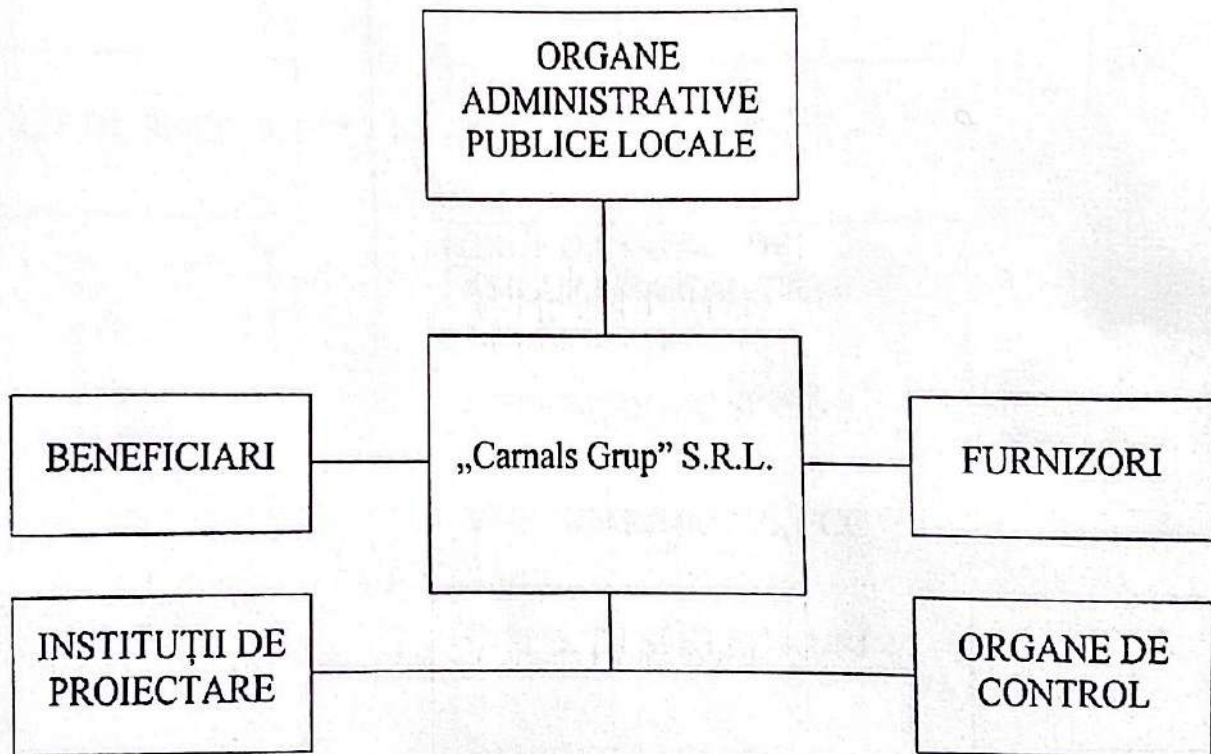 ORGANE
ADMINISTRATIVE
PUBLICE LOCALE
BENEFICIARI
„Carnals Grup” S.R.L.
FURNIZORI
INSTITUȚII DE
PROIECTARE
ORGANE DE
CONTROL